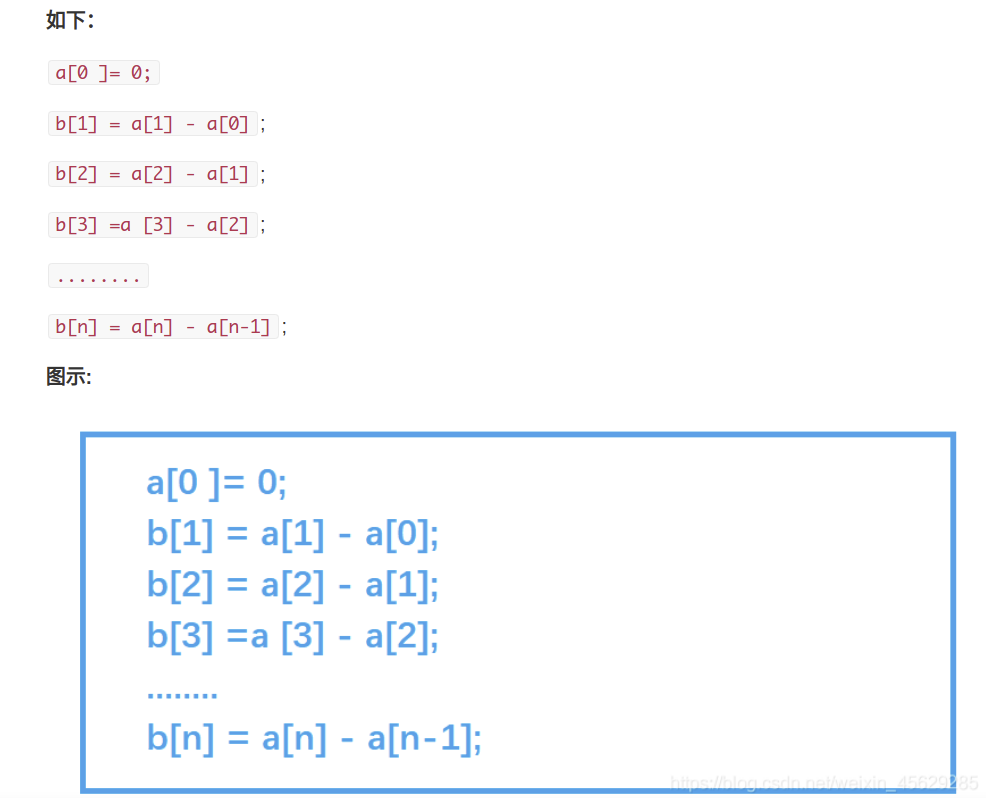 如下：
a[0 ]= 0;
b[1] = a[1] - a[0] ;
b[2] = a[2] - a[1] ;
b[3] =a [3] - a[2] ;
........
b[n] = a[n] - a[n-1] ;
图示:
a[0 ]= 0;
b[1] = a[1] - a[0];
b[2] = a[2] - a[1];
b[3] =a [3] - a[2];
........
b[n] = a[n] - a[n-1];
https://blog.csdn.net/weixin_45629285